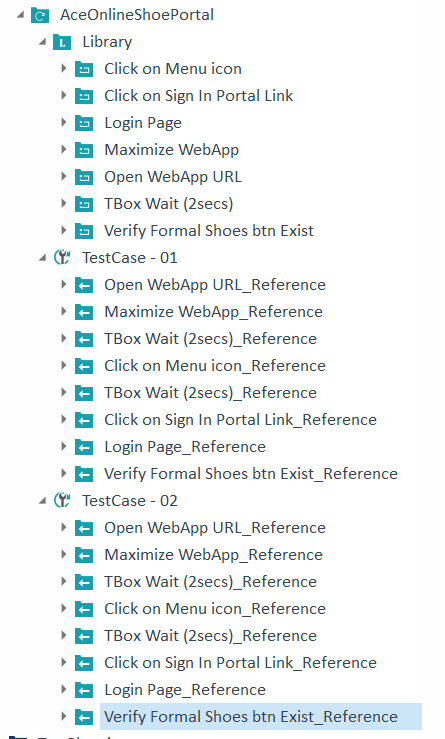 AceOnlineShoePortal
Library
Click on Menu icon
Click on Sign In Portal Link
Login Page
Maximize WebApp
Open WebApp URL
TBox Wait (2secs)
Verify Formal Shoes btn Exist
TestCase - 01
Open WebApp URL_Reference
Maximize WebApp_Reference
TBox Wait (2secs)_Reference
Click on Menu icon_Reference
TBox Wait (2secs)_Reference
Click on Sign In Portal Link_Reference
Login Page_Reference
Verify Formal Shoes btn Exist_Reference
TestCase - 02
Open WebApp URL_Reference
Maximize WebApp_Reference
TBox Wait (2secs)_Reference
Click on Menu icon_Reference
TBox Wait (2secs)_Reference
Click on Sign In Portal Link_Reference
Login Page_Reference
Verify Formal Shoes btn Exist_Reference